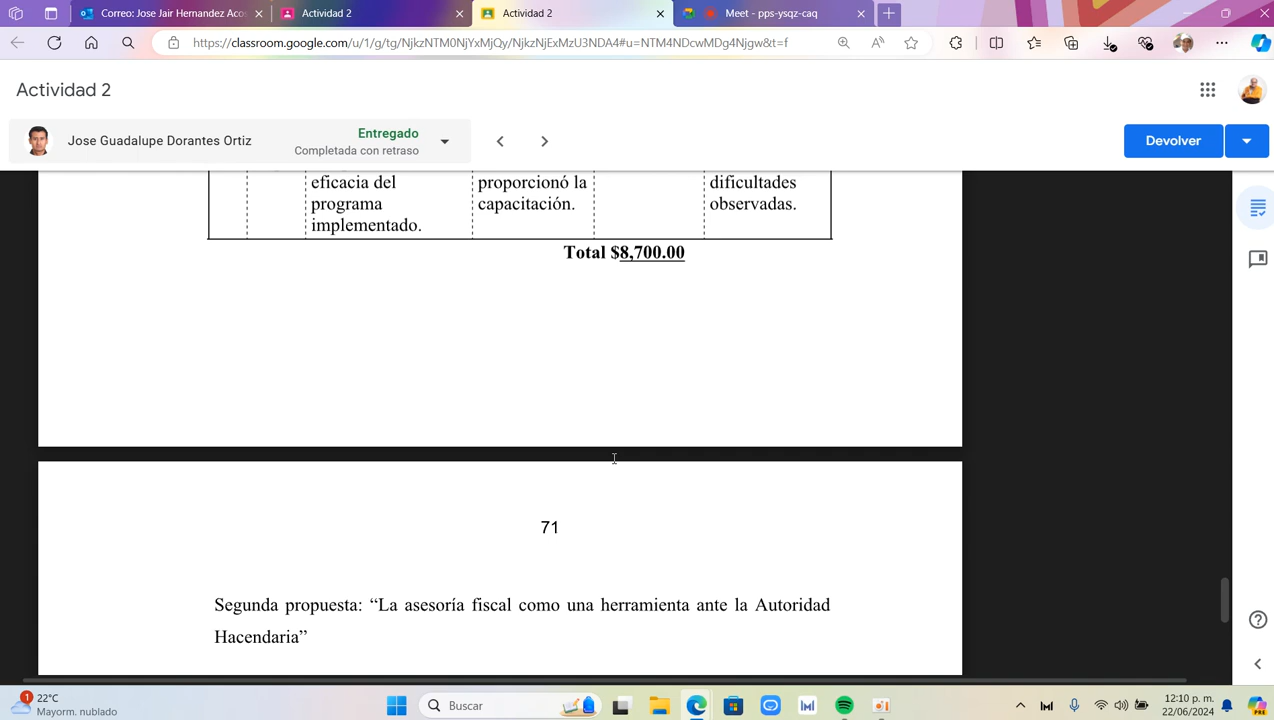 Correo: Jose Jair Hernandez Aco
Actividad 2
Actividad 2
Meet - pps-ysqz-caq
https://classroom.google.com/u/1/g/tg/NjkzNTM0NjYxMjQy/NjkzNjExMzU3NDA4#u=NTM4NDcwMDg4Njgw&t=f
Actividad 2
Jose Guadalupe Dorantes Ortiz
Entregado
Completada con retraso
Devolver
eficacia del
programa
implementado.
proporcionó la
capacitación.
dificultades
observadas.
Total $8,700.00
71
Segunda propuesta: “La asesoría fiscal como una herramienta ante la Autoridad
Hacendaria”
1
22°C
Mayorm. nublado
Buscar
12:10 p. m.
22/06/2024